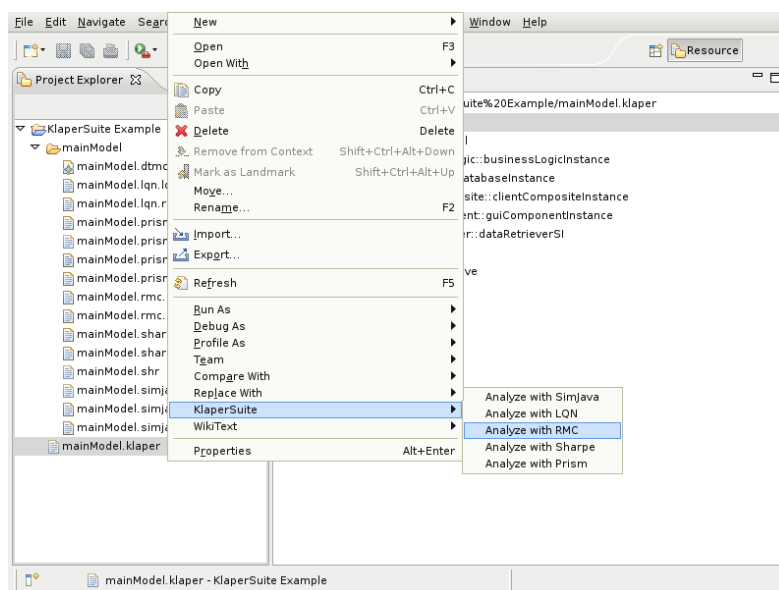 File Edit Navigate Window Help
Resource
Project Explorer
New
Open F3
Open With
Copy Ctrl+C
Paste Ctrl+V
Delete Delete
Remove from Context Shift+Ctrl+Alt+Down
Mark as Landmark Shift+Ctrl+Alt+Up
Move...
Rename... F2
Import...
Export...
Refresh F5
Run As
Debug As
Profile As
Team
Compare With
Replace With
KlaperSuite
WikiText
Properties Alt+Enter
Analyze with SimJava
Analyze with LQN
Analyze with RMC
Analyze with Sharpe
Analyze with Prism
KlaperSuite Example
mainModel
mainModel.dtmc
mainModel.lqn.
mainModel.lqn.r
mainModel.prism
mainModel.prism
mainModel.prism
mainModel.prism
mainModel.rmc.
mainModel.rmc.
mainModel.shar
mainModel.shar
mainModel.shr
mainModel.simja
mainModel.simja
mainModel.simja
mainModel.klaper
uite%20Example/mainModel.klaper
gic::businessLogicInstance
atabaseInstance
site::clientCompositeInstance
ent::guiComponentInstance
er::dataRetrieverSI
ve
mainModel.klaper - KlaperSuite Example